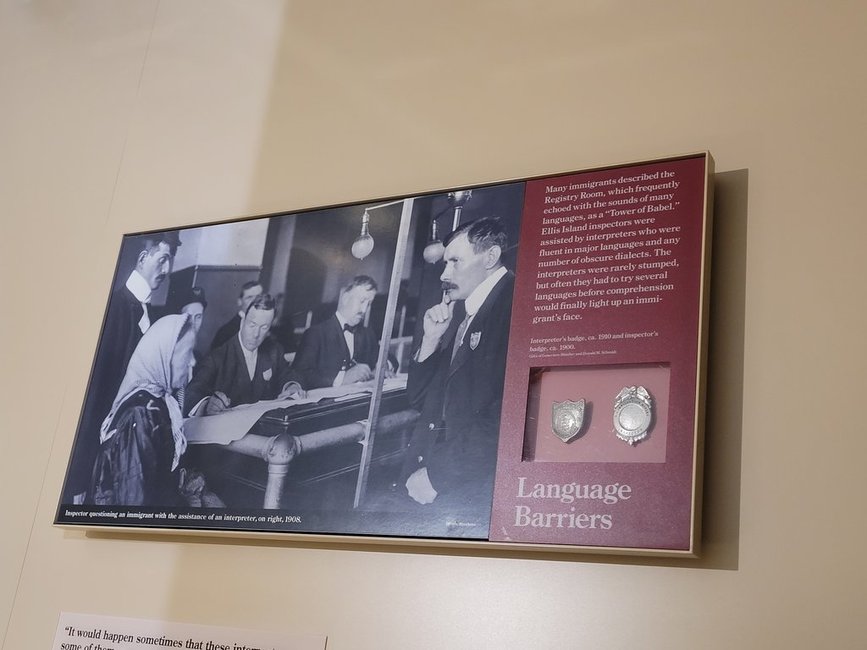 Many immigrants described the
Registry Room, which frequently
echoed with the sounds of many
languages, as a “Tower of Babel.”
Ellis Island inspectors were
assisted by interpreters who were
fluent in major languages and any
number of obscure dialects. The
interpreters were rarely stumped,
but often they had to try several
languages before comprehension
would finally light up an immi-
grant’s face.
Interpreter’s badge, ca. 1910 and inspector’s
badge, ca. 1900.
Language
Barriers
Inspector questioning an immigrant with the assistance of an interpreter, on right, 1908.
“It would happen sometimes that these
some of